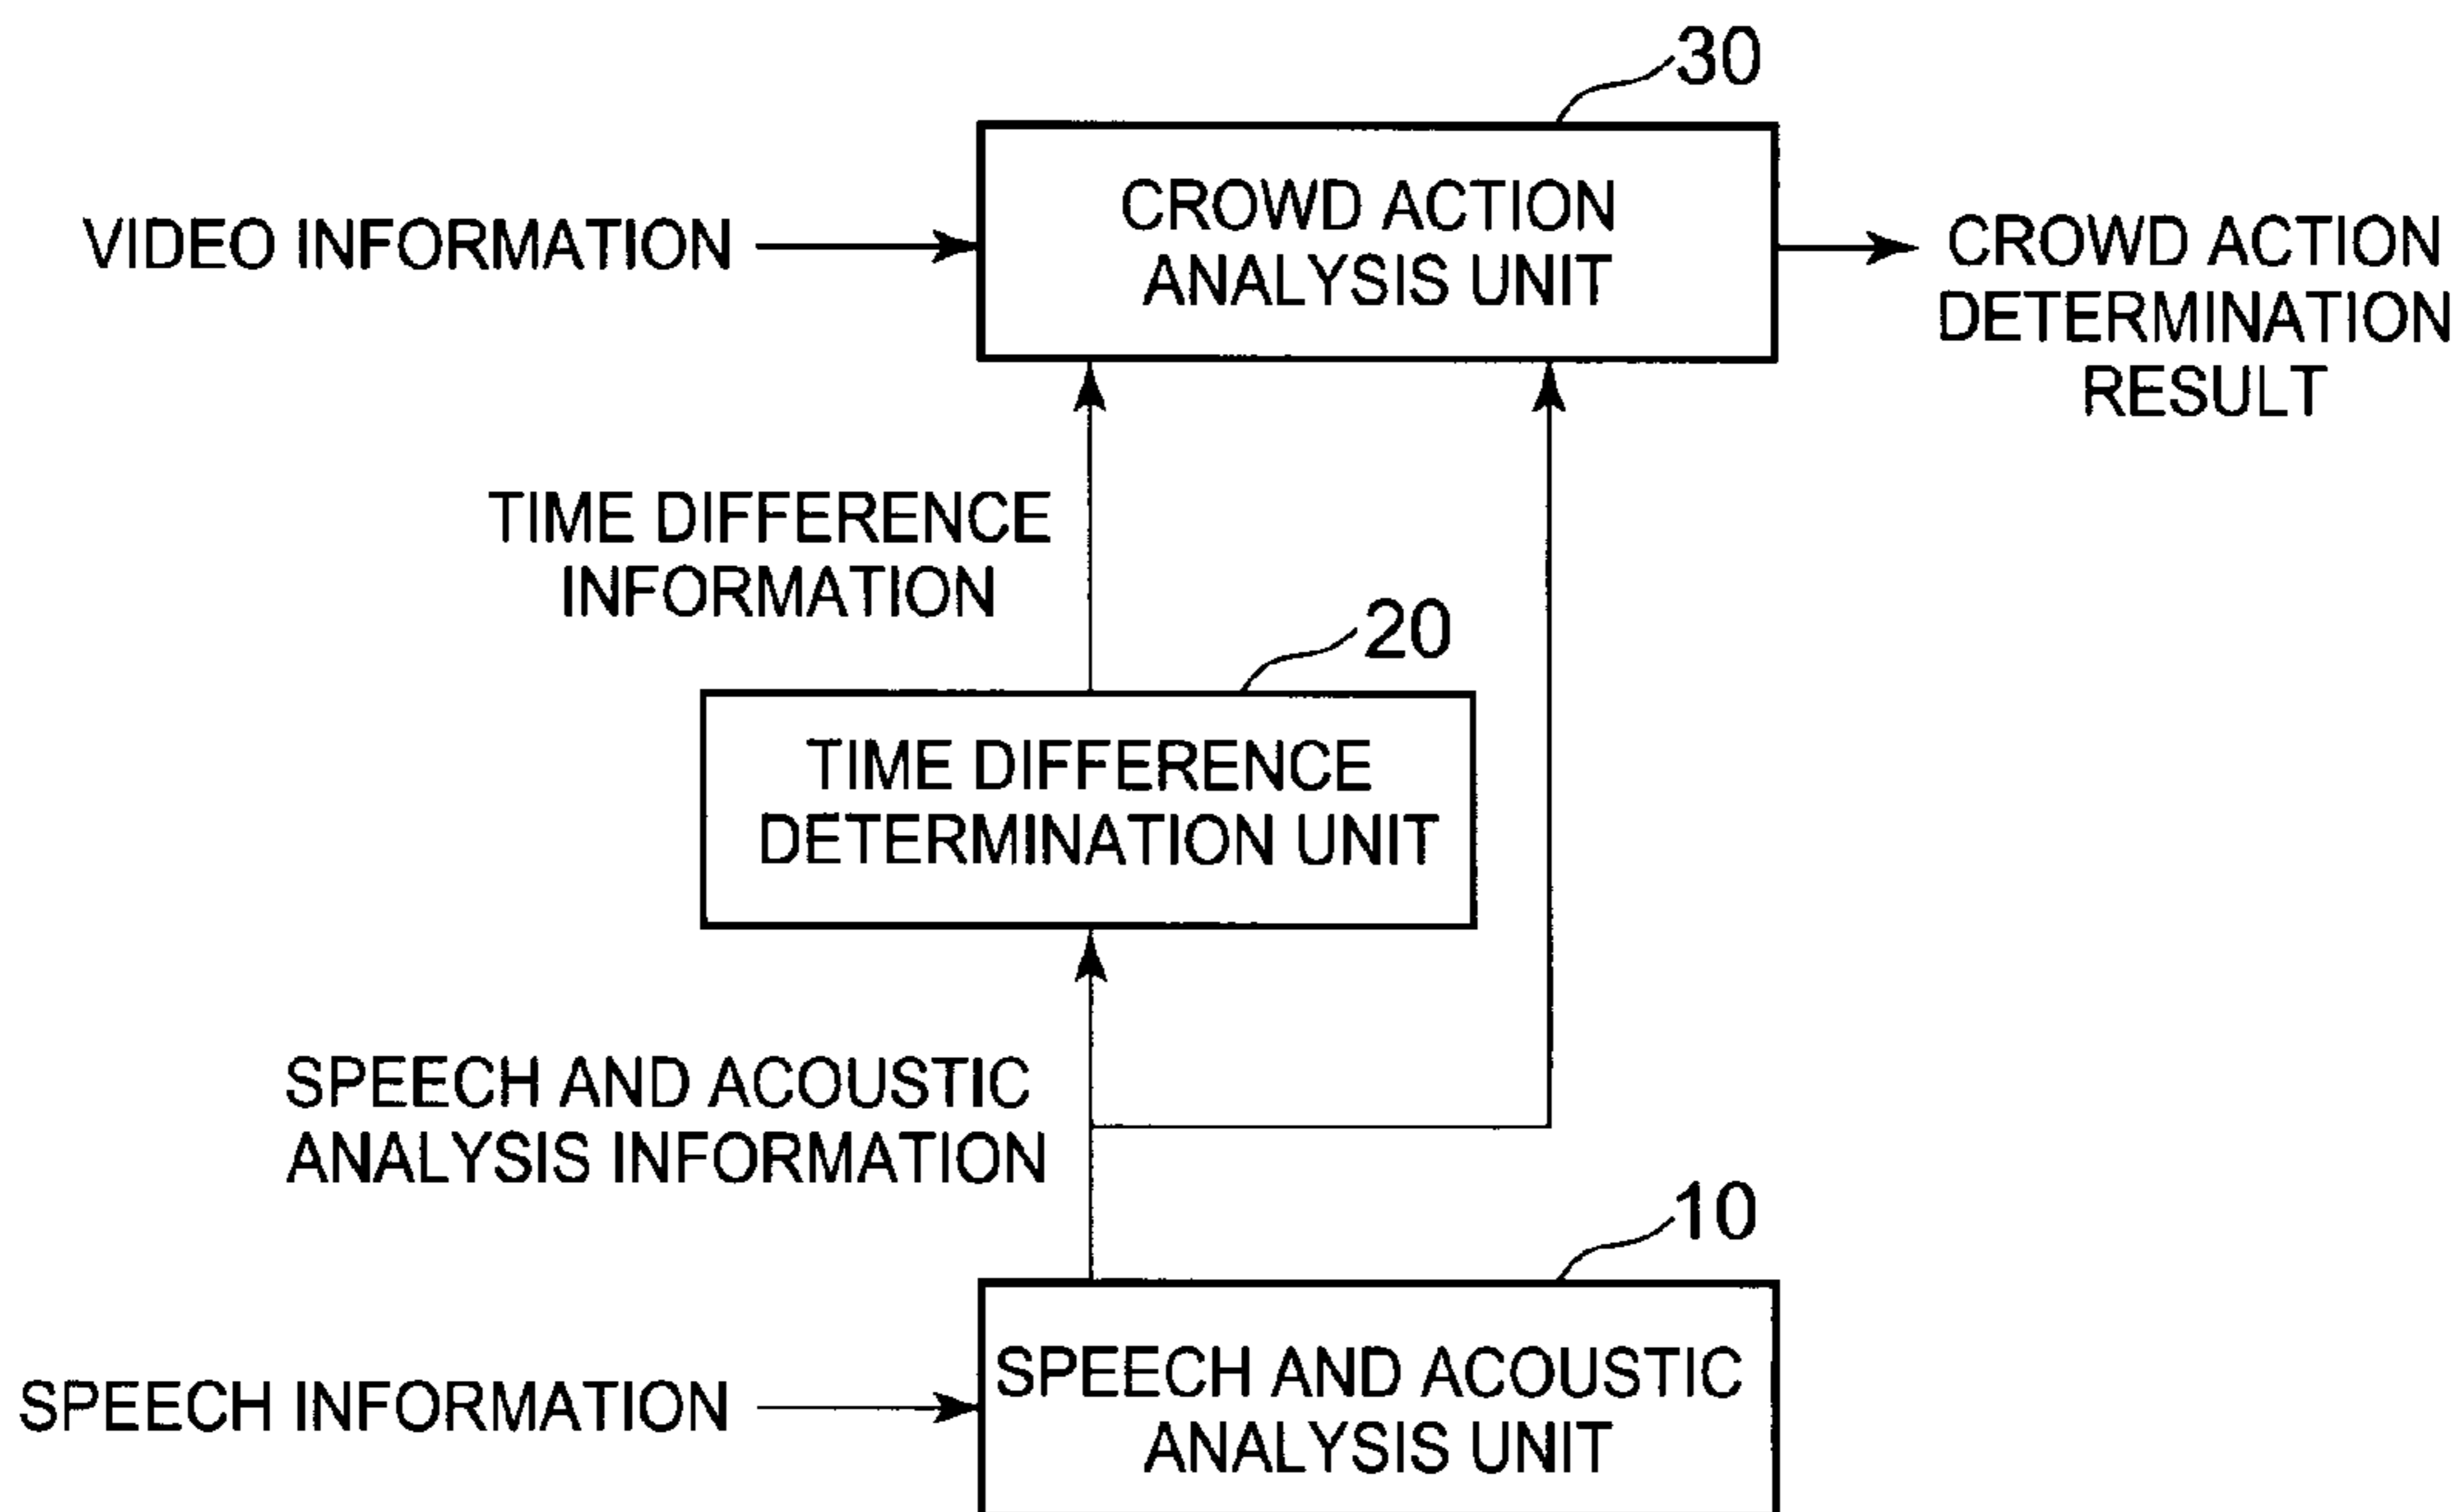 30
CROWD ACTION
ANALYSIS UNIT
VIDEO INFORMATION
CROWD ACTION
DETERMINATION
RESULT
TIME DIFFERENCE
INFORMATION
20
TIME DIFFERENCE
DETERMINATION UNIT
SPEECH AND ACOUSTIC
ANALYSIS INFORMATION
10
SPEECH INFORMATION
SPEECH AND ACOUSTIC
ANALYSIS UNIT